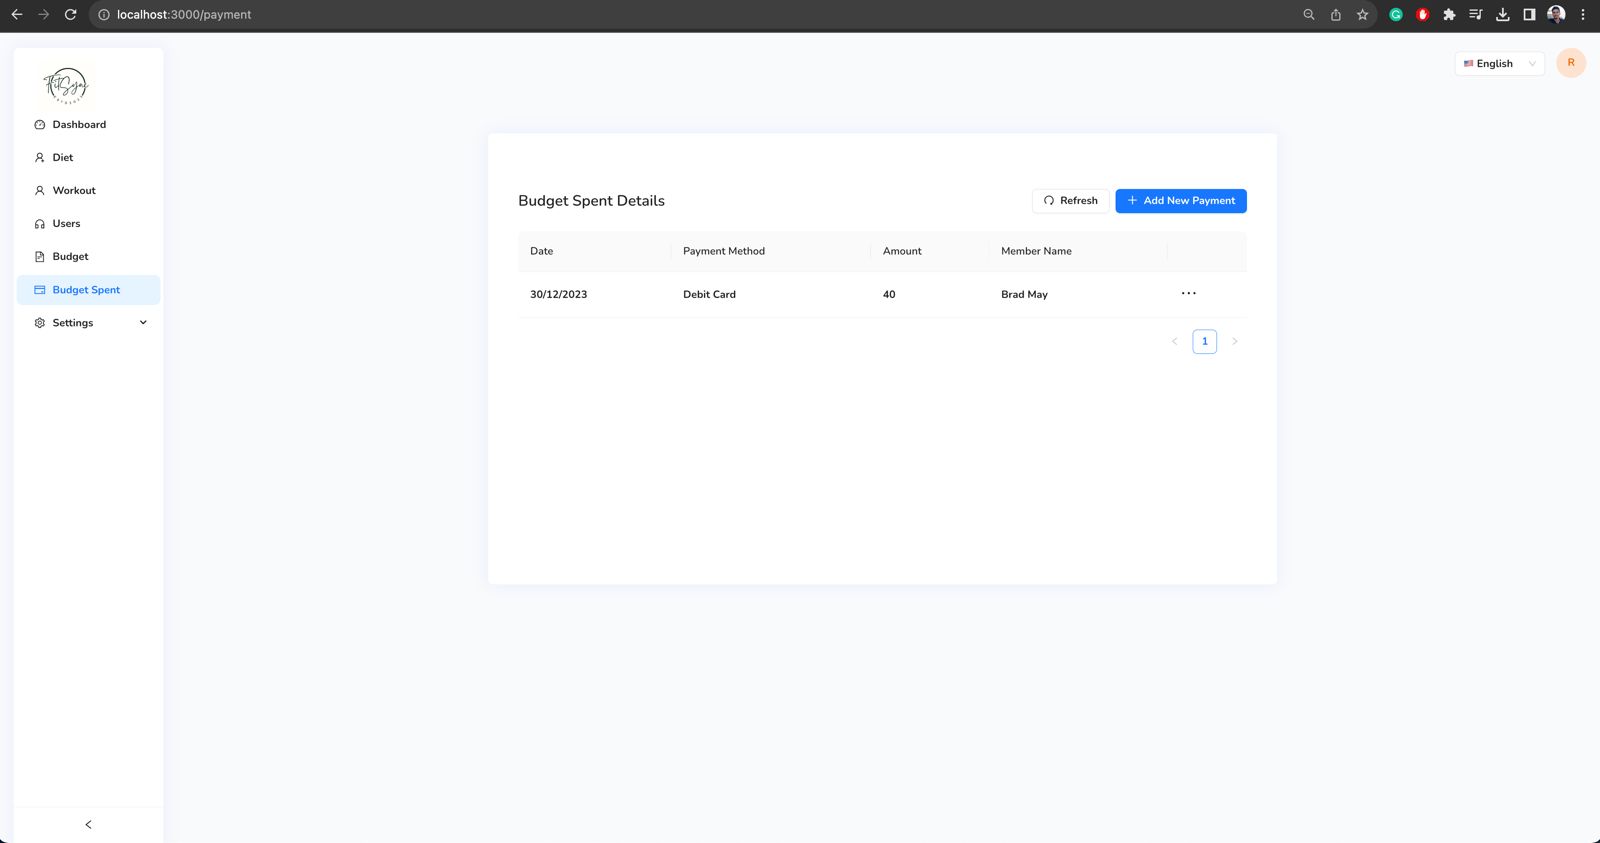 localhost:3000/payment
English
R
FitSync
Dashboard
Diet
Workout
Users
Budget
Budget Spent
Settings
Budget Spent Details
Refresh
Add New Payment
Date Payment Method Amount Member Name
30/12/2023 Debit Card 40 Brad May
1